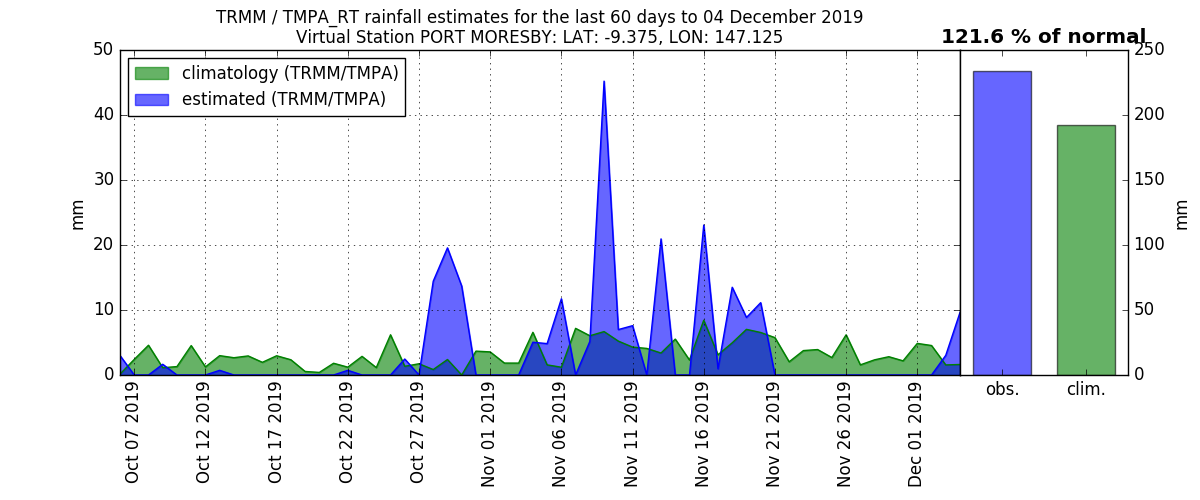 TRMM / TMPA_RT rainfall estimates for the last 60 days to 04 December 2019
Virtual Station PORT MORESBY: LAT: -9.375, LON: 147.125
121.6 % of normal
climatology (TRMM/TMPA)
estimated (TRMM/TMPA)
50
40
30
20
10
0
mm
Oct 07 2019
Oct 12 2019
Oct 17 2019
Oct 22 2019
Oct 27 2019
Nov 01 2019
Nov 06 2019
Nov 11 2019
Nov 16 2019
Nov 21 2019
Nov 26 2019
Dec 01 2019
obs.
clim.
250
200
150
100
50
0
mm